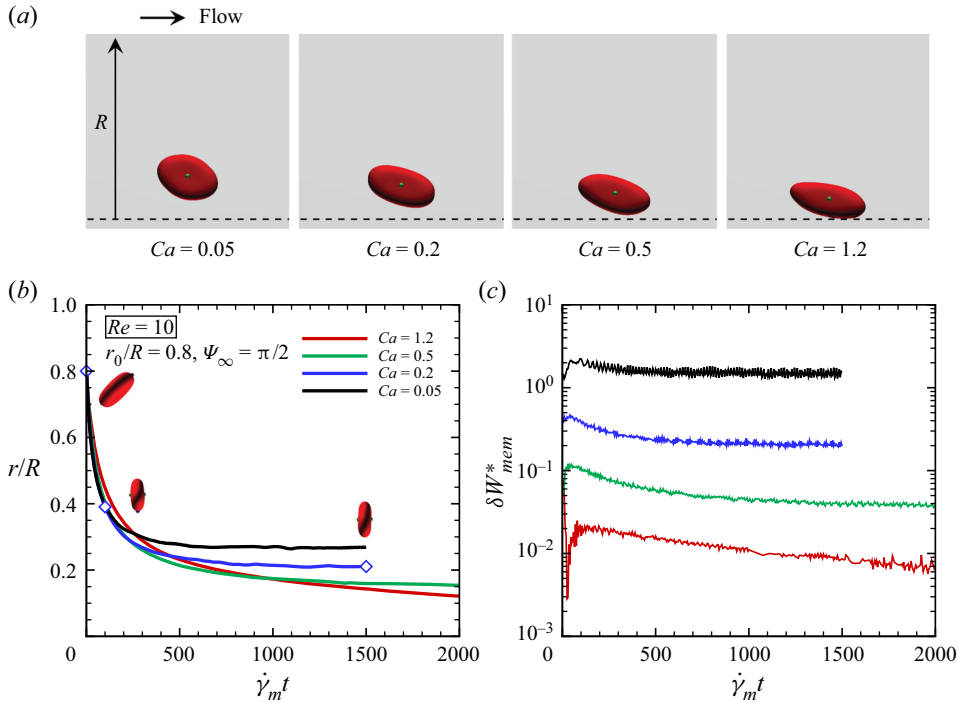 (a)
Flow
R
Ca = 0.05
Ca = 0.2
Ca = 0.5
Ca = 1.2
(b)
1.0
0.8
0.6
r/R
0.4
0.2
0
Re = 10
r₀/R = 0.8, Ψ∞ = π/2
Ca = 1.2
Ca = 0.5
Ca = 0.2
Ca = 0.05
0
500
1000
1500
2000
γ̇ₘt
(c)
10¹
10⁰
δW*ₘₑₘ
10⁻¹
10⁻²
10⁻³
0
500
1000
1500
2000
γ̇ₘt